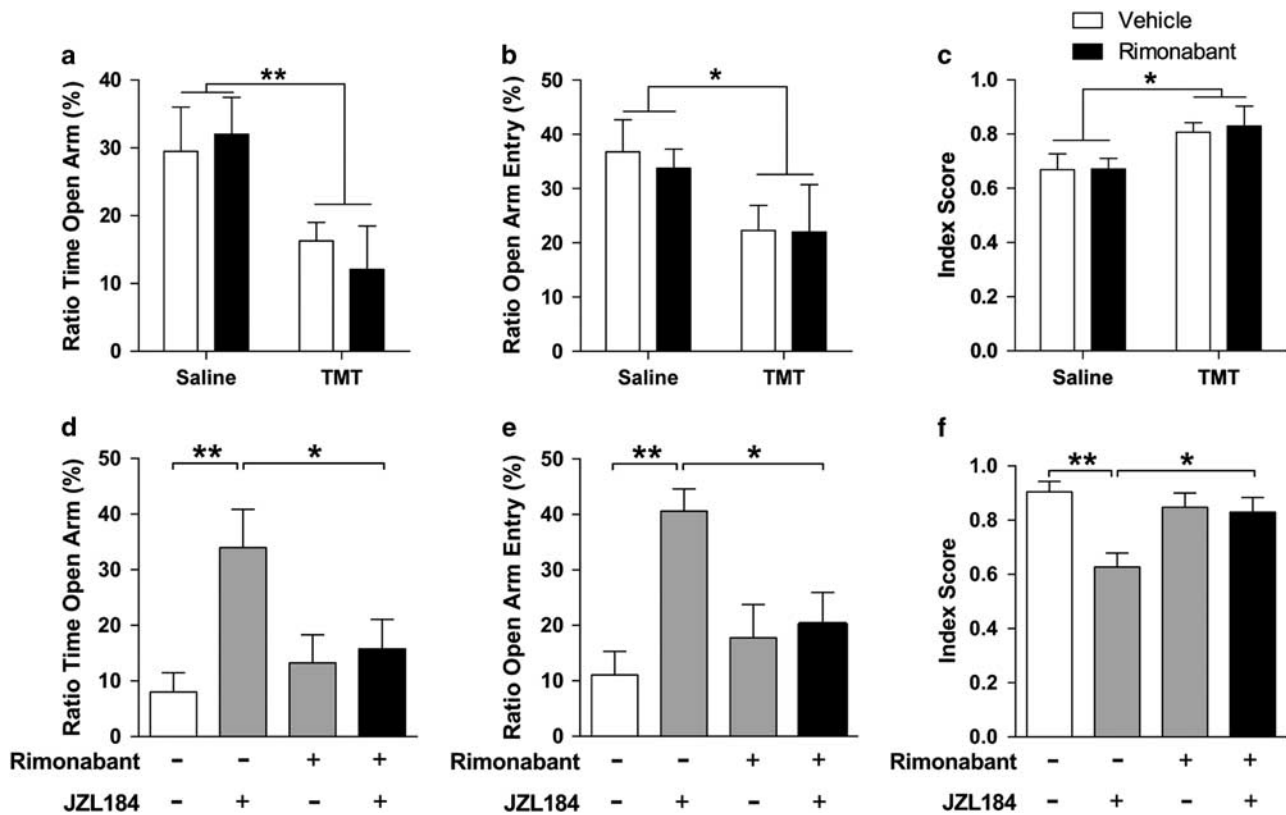 Vehicle
Rimonabant
a
**
Ratio Time Open Arm (%)
40
30
20
10
0
Saline TMT
b
*
Ratio Open Arm Entry (%)
50
40
30
20
10
0
Saline TMT
c
*
Index Score
1.0
0.8
0.6
0.4
0.2
0.0
Saline TMT
d
** *
Ratio Time Open Arm (%)
50
40
30
20
10
0
Rimonabant - - + +
JZL184 - + - +
e
** *
Ratio Open Arm Entry (%)
50
40
30
20
10
0
Rimonabant - - + +
JZL184 - + - +
f
** *
Index Score
1.0
0.8
0.6
0.4
0.2
0.0
Rimonabant - - + +
JZL184 - + - +